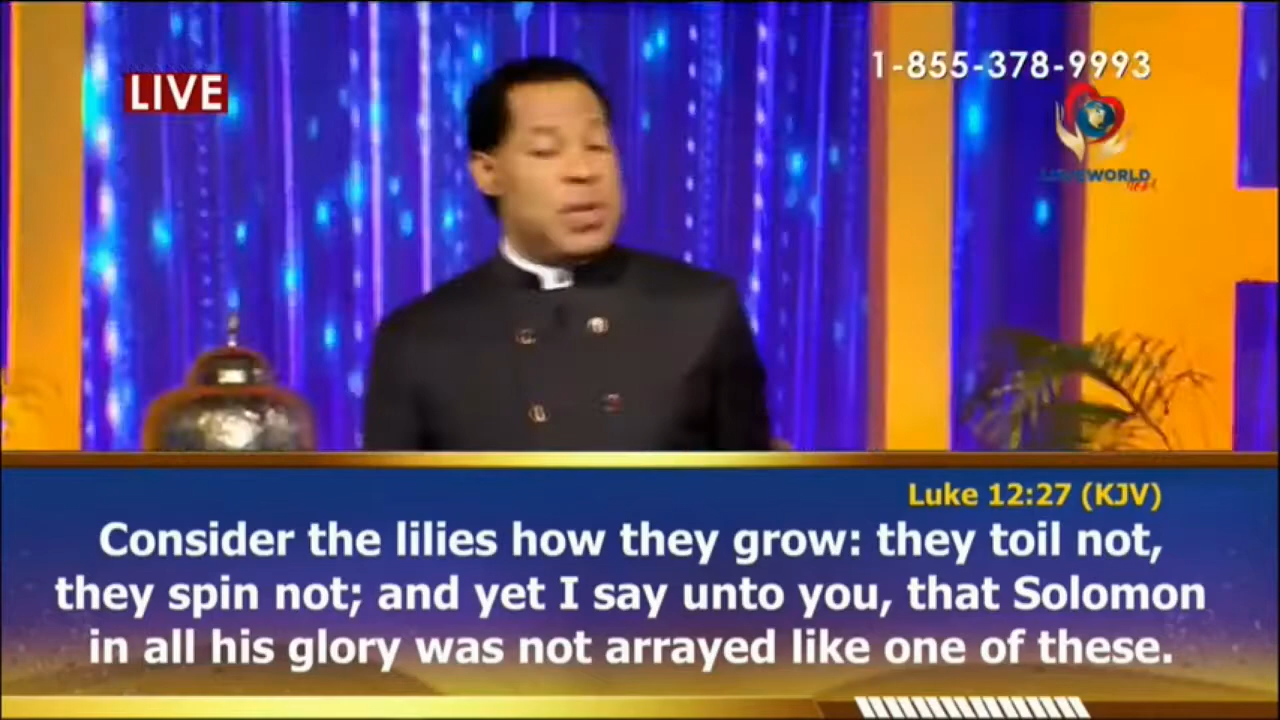 LIVE
1-855-378-9993
LOVEWORLD
Luke 12:27 (KJV)
Consider the lilies how they grow: they toil not,
they spin not; and yet I say unto you, that Solomon
in all his glory was not arrayed like one of these.